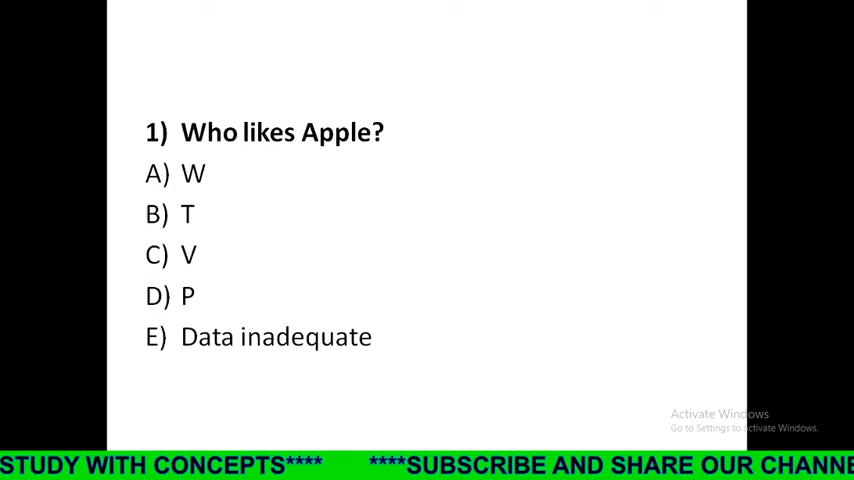 1) Who likes Apple?
A) W
B) T
C) V
D) P
E) Data inadequate
Activate Windows
Go to Settings to activate Windows.
STUDY WITH CONCEPTS**** ****SUBSCRIBE AND SHARE OUR CHANNE